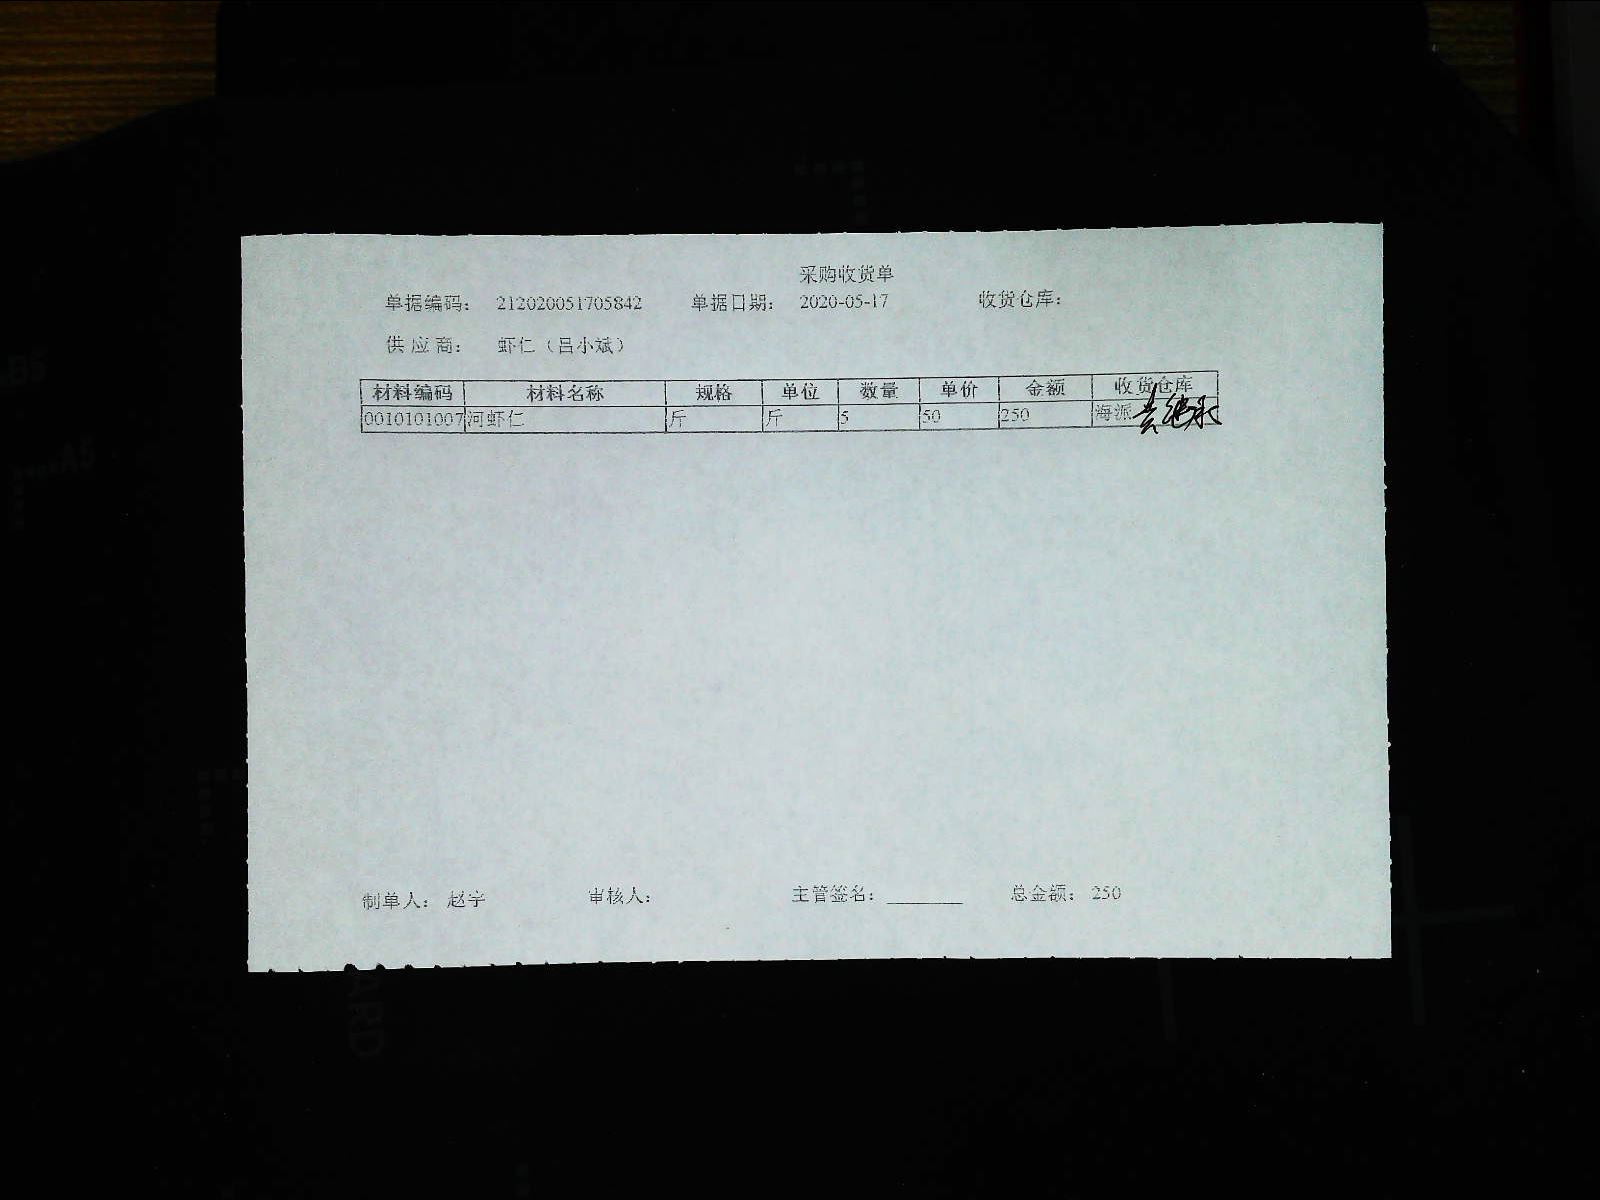 采购收货单
单据编码： 212020051705842 单据日期： 2020-05-17 收货仓库：
供应商： 虾仁（吕小斌）
材料编码 材料名称 规格 单位 数量 单价 金额 收货仓库
0010101007 河虾仁 斤 斤 5 50 250 海派
制单人： 赵宇 审核人： 主管签名： ________ 总金额： 250
A5